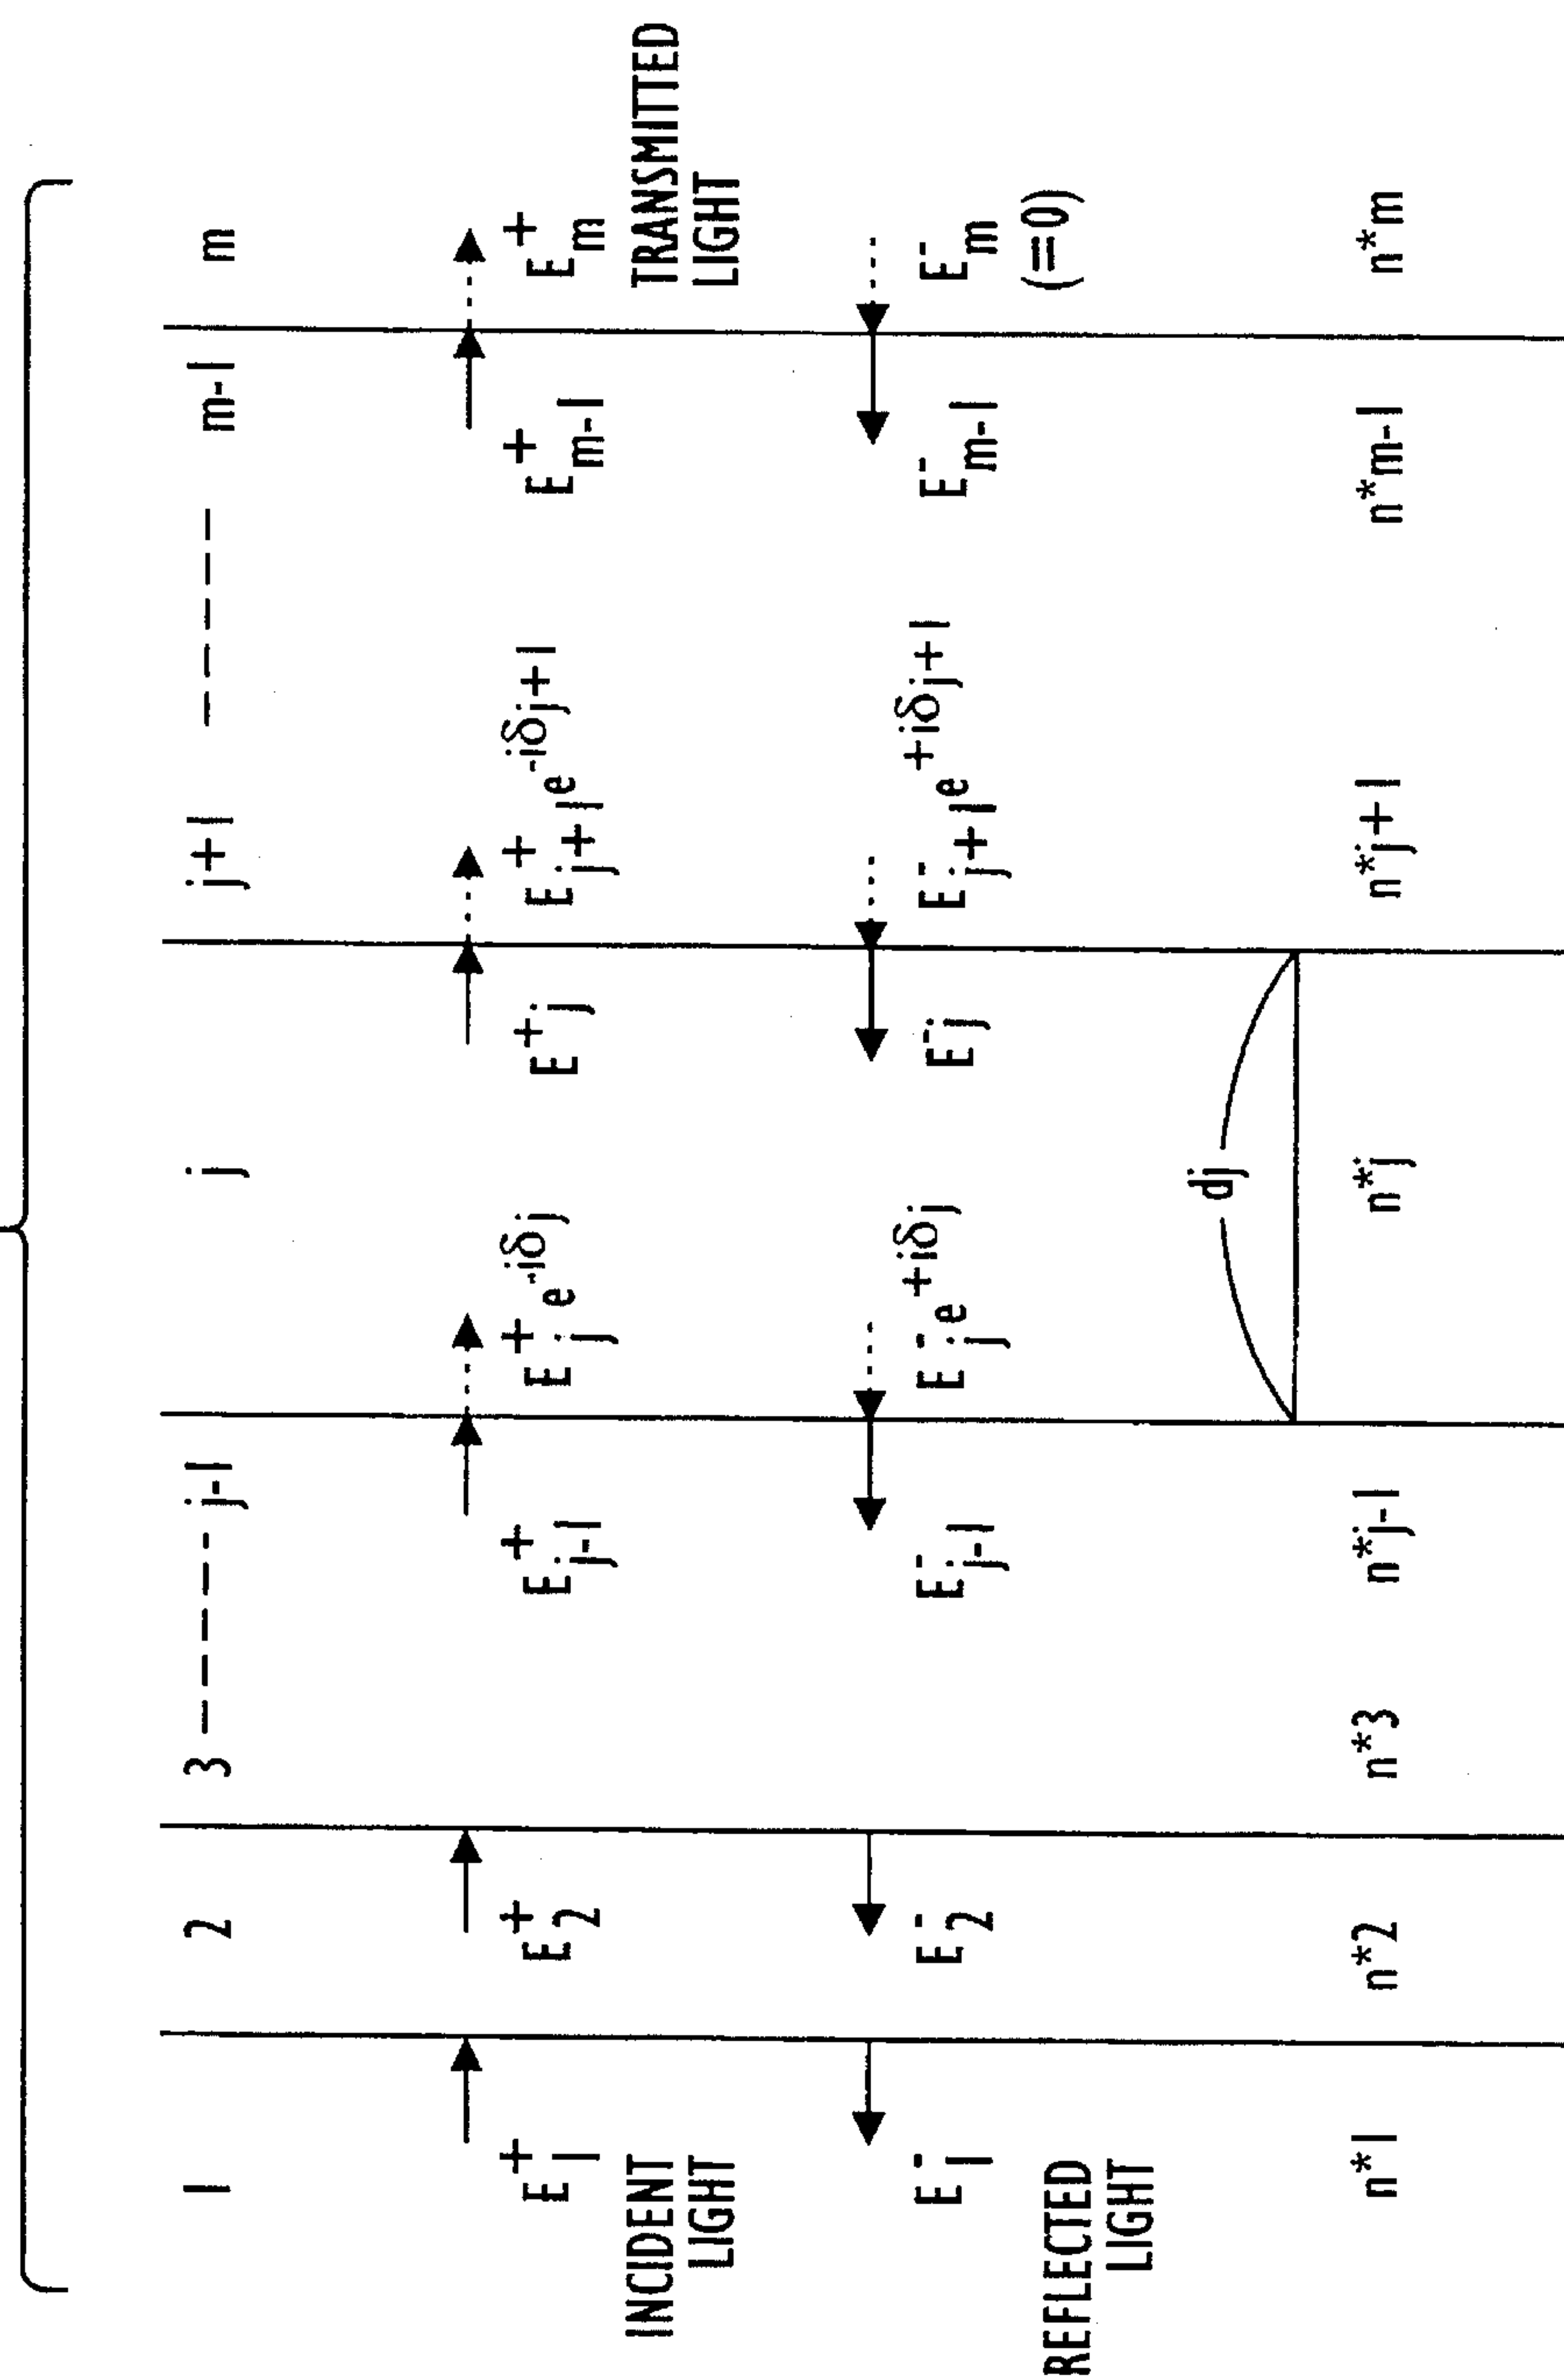 1 2 3 ----- j-1 j j+1 ----- m-1 m
E⁺₁ E⁺₂ E⁺ⱼ₋₁ E⁺ⱼe^-iδⱼ E⁺ⱼ E⁺ⱼ₊₁e^-iδⱼ₊₁ E⁺ₘ₋₁ E⁺ₘ
INCIDENT
LIGHT
TRANSMITTED
LIGHT
E⁻₁ E⁻₂ E⁻ⱼ₋₁ E⁻ⱼe^+iδⱼ E⁻ⱼ E⁻ⱼ₊₁e^+iδⱼ₊₁ E⁻ₘ₋₁ E⁻ₘ
(=0)
REFLECTED
LIGHT
dj
n*1 n*2 n*3 n*j-1 n*j n*j+1 n*m-1 n*m